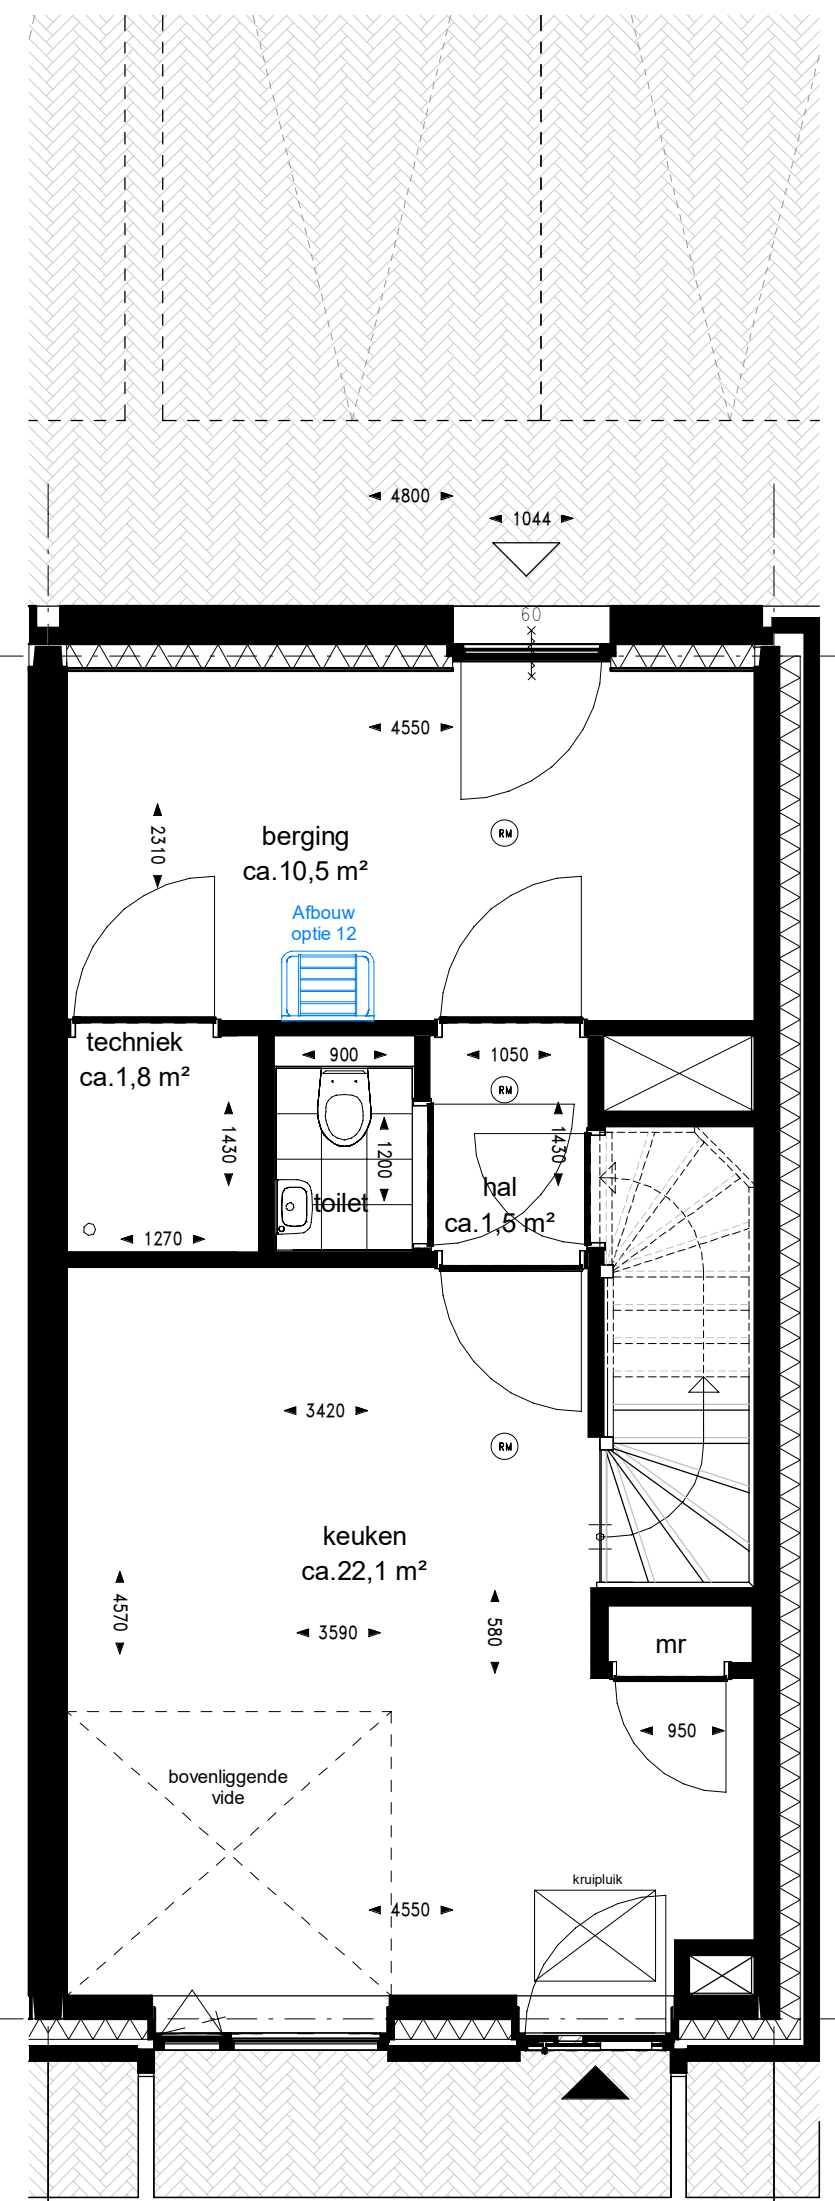 4800
1044
60
4550
2310
berging
ca.10,5 m²
RM
Afbouw
optie 12
techniek
ca.1,8 m²
900
1050
RM
1430
1200
1430
toilet
hal
ca.1,5 m²
1270
3420
RM
keuken
ca.22,1 m²
4570
3590
580
mr
950
bovenliggende
vide
kruipluik
4550